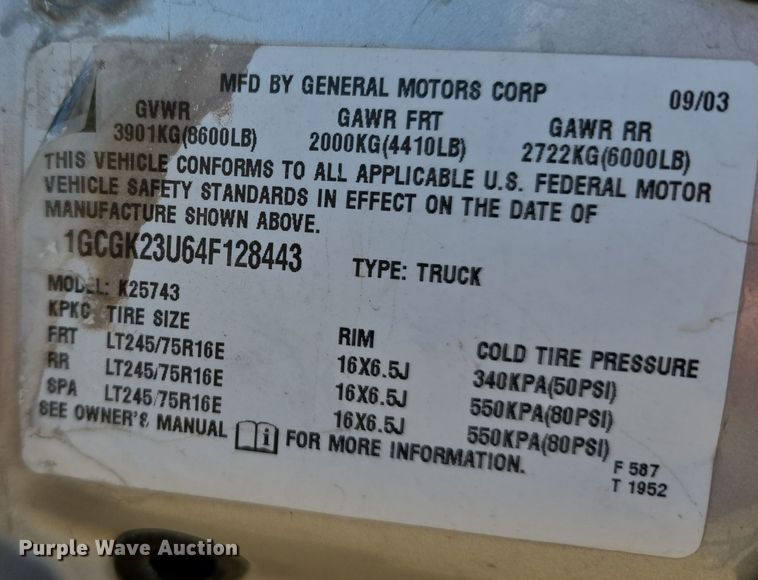 MFD BY GENERAL MOTORS CORP 09/03
GVWR GAWR FRT GAWR RR
3901KG(8600LB) 2000KG(4410LB) 2722KG(6000LB)
THIS VEHICLE CONFORMS TO ALL APPLICABLE U.S. FEDERAL MOTOR
VEHICLE SAFETY STANDARDS IN EFFECT ON THE DATE OF
MANUFACTURE SHOWN ABOVE.
1GCGK23U64F128443 TYPE: TRUCK
MODEL: K25743
KPKC TIRE SIZE RIM COLD TIRE PRESSURE
FRT LT245/75R16E 16X6.5J 340KPA(50PSI)
RR LT245/75R16E 16X6.5J 550KPA(80PSI)
SPA LT245/75R16E 16X6.5J 550KPA(80PSI)
SEE OWNER'S MANUAL FOR MORE INFORMATION.
F 587
T 1952
Purple Wave Auction